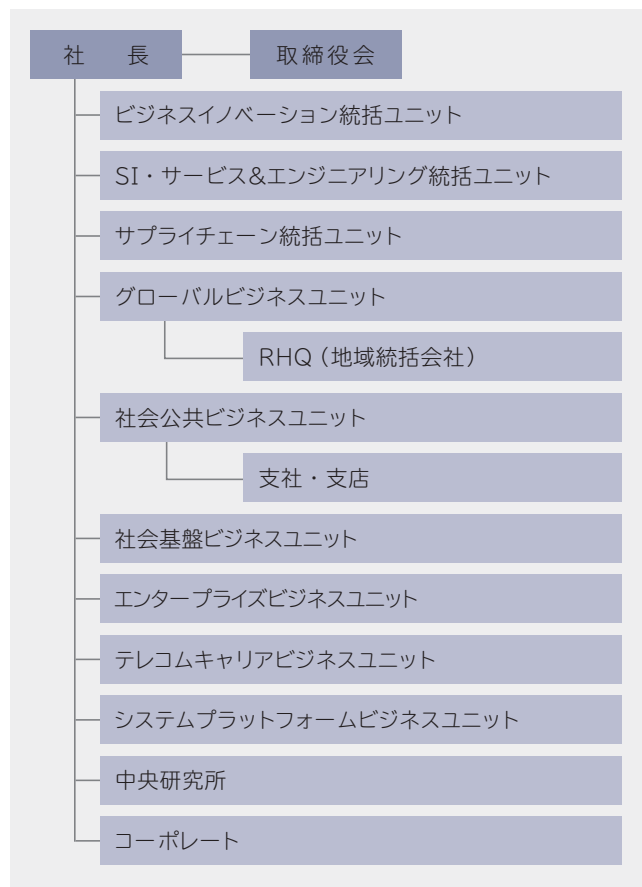 社　長
取締役会
ビジネスイノベーション統括ユニット
SI・サービス&エンジニアリング統括ユニット
サプライチェーン統括ユニット
グローバルビジネスユニット
RHQ（地域統括会社）
社会公共ビジネスユニット
支社・支店
社会基盤ビジネスユニット
エンタープライズビジネスユニット
テレコムキャリアビジネスユニット
システムプラットフォームビジネスユニット
中央研究所
コーポレート